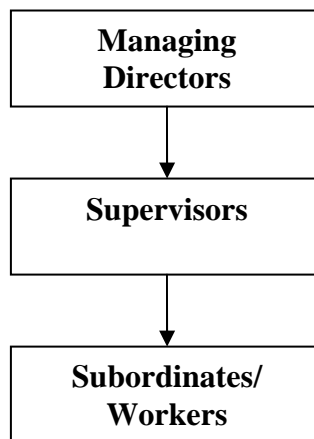 Managing
Directors
Supervisors
Subordinates/
Workers